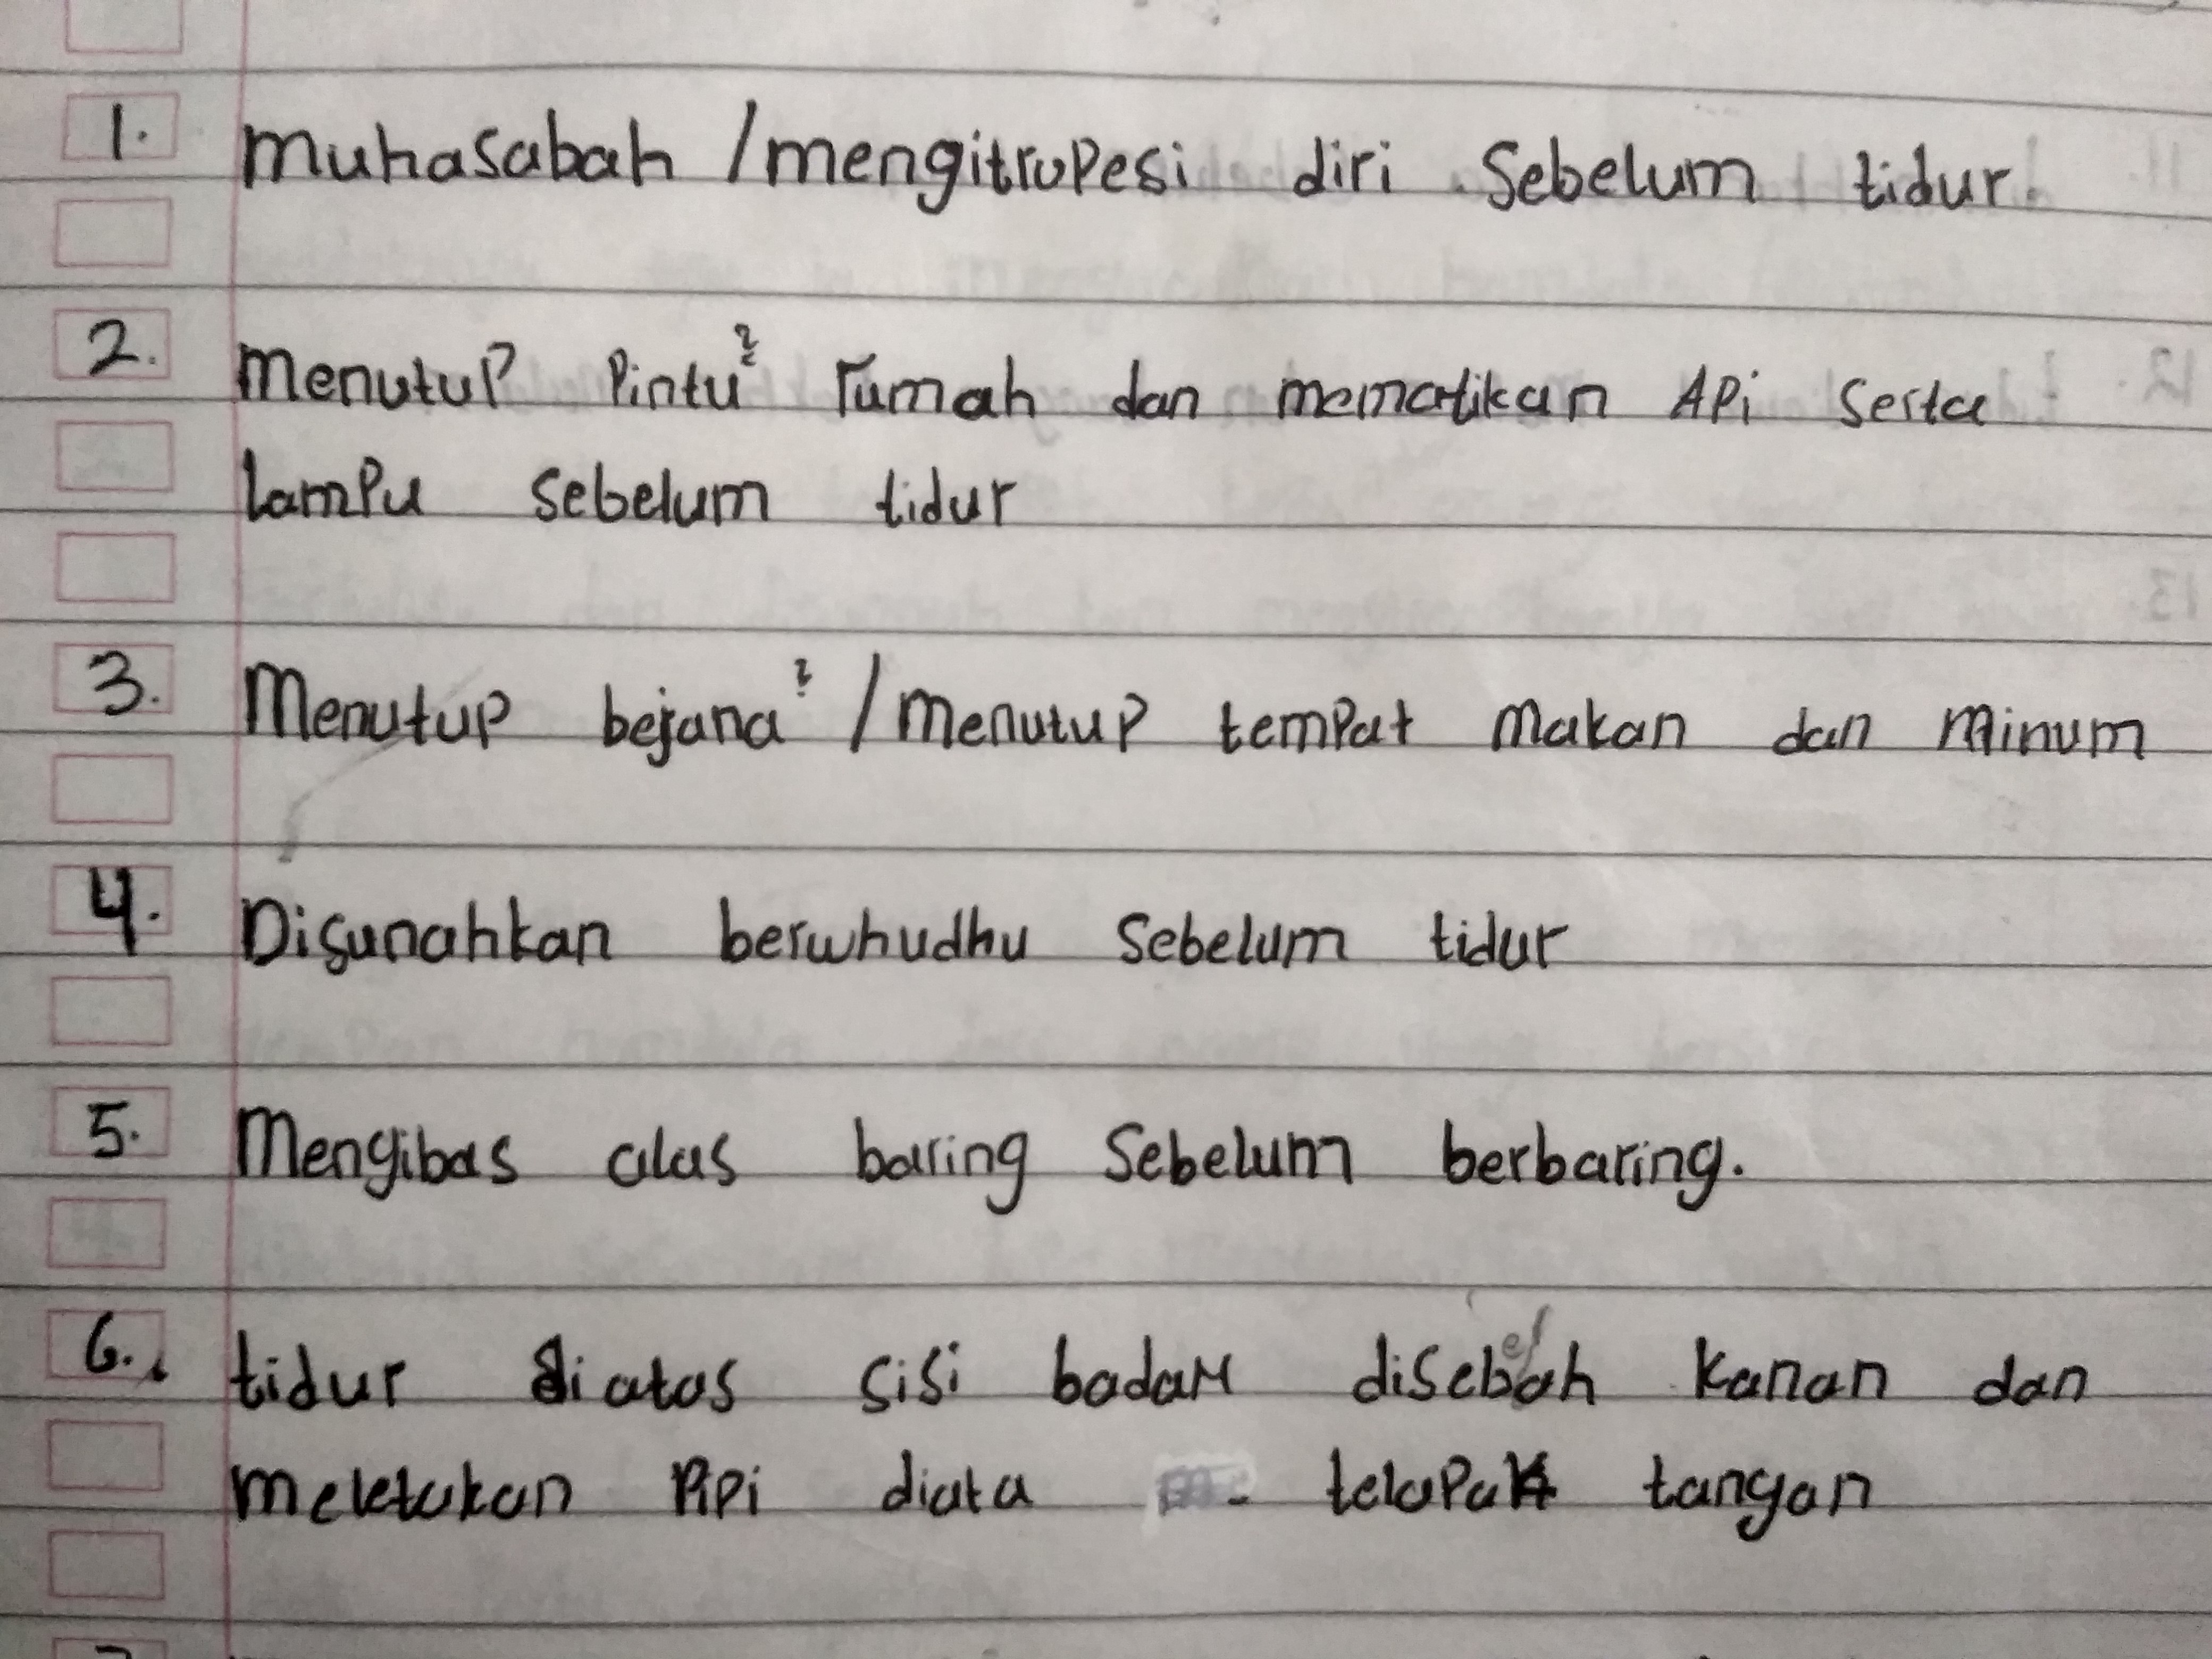 1. Muhasabah / mengitropesi diri sebelum tidur.
2. Menutup Pintu² rumah dan mematikan Api serta
lampu sebelum tidur
3. Menutup bejana² / menutup tempat makan dan minum
4. Disunahkan berwhudhu sebelum tidur
5. Mengibas alas baring sebelum berbaring.
6. tidur diatas sisi badan disebelah kanan dan
meletakan pipi diata telapak tangan